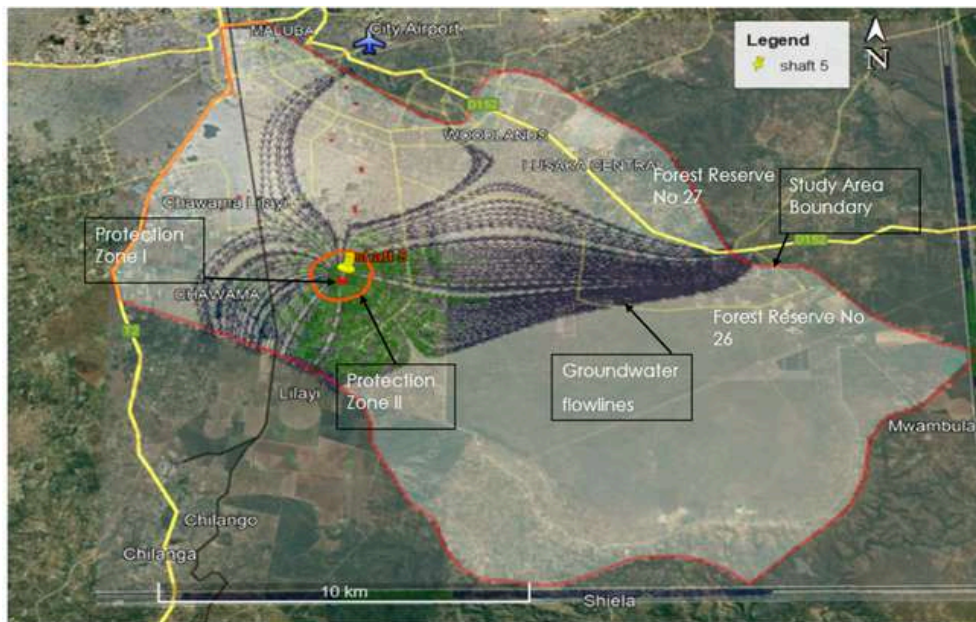 MALUBA
City Airport
Legend
shaft 5
N
D152
WOODLANDS
LUSAKA CENTRAL
Forest Reserve
No 27
Study Area
Boundary
Chawama Lilayi
Protection
Zone I
D152
shaft 5
CHAWAMA
Forest Reserve No
26
Protection
Zone II
Groundwater
flowlines
Lilayi
Mwambula
Chilango
Chilanga
10 km
Shiela